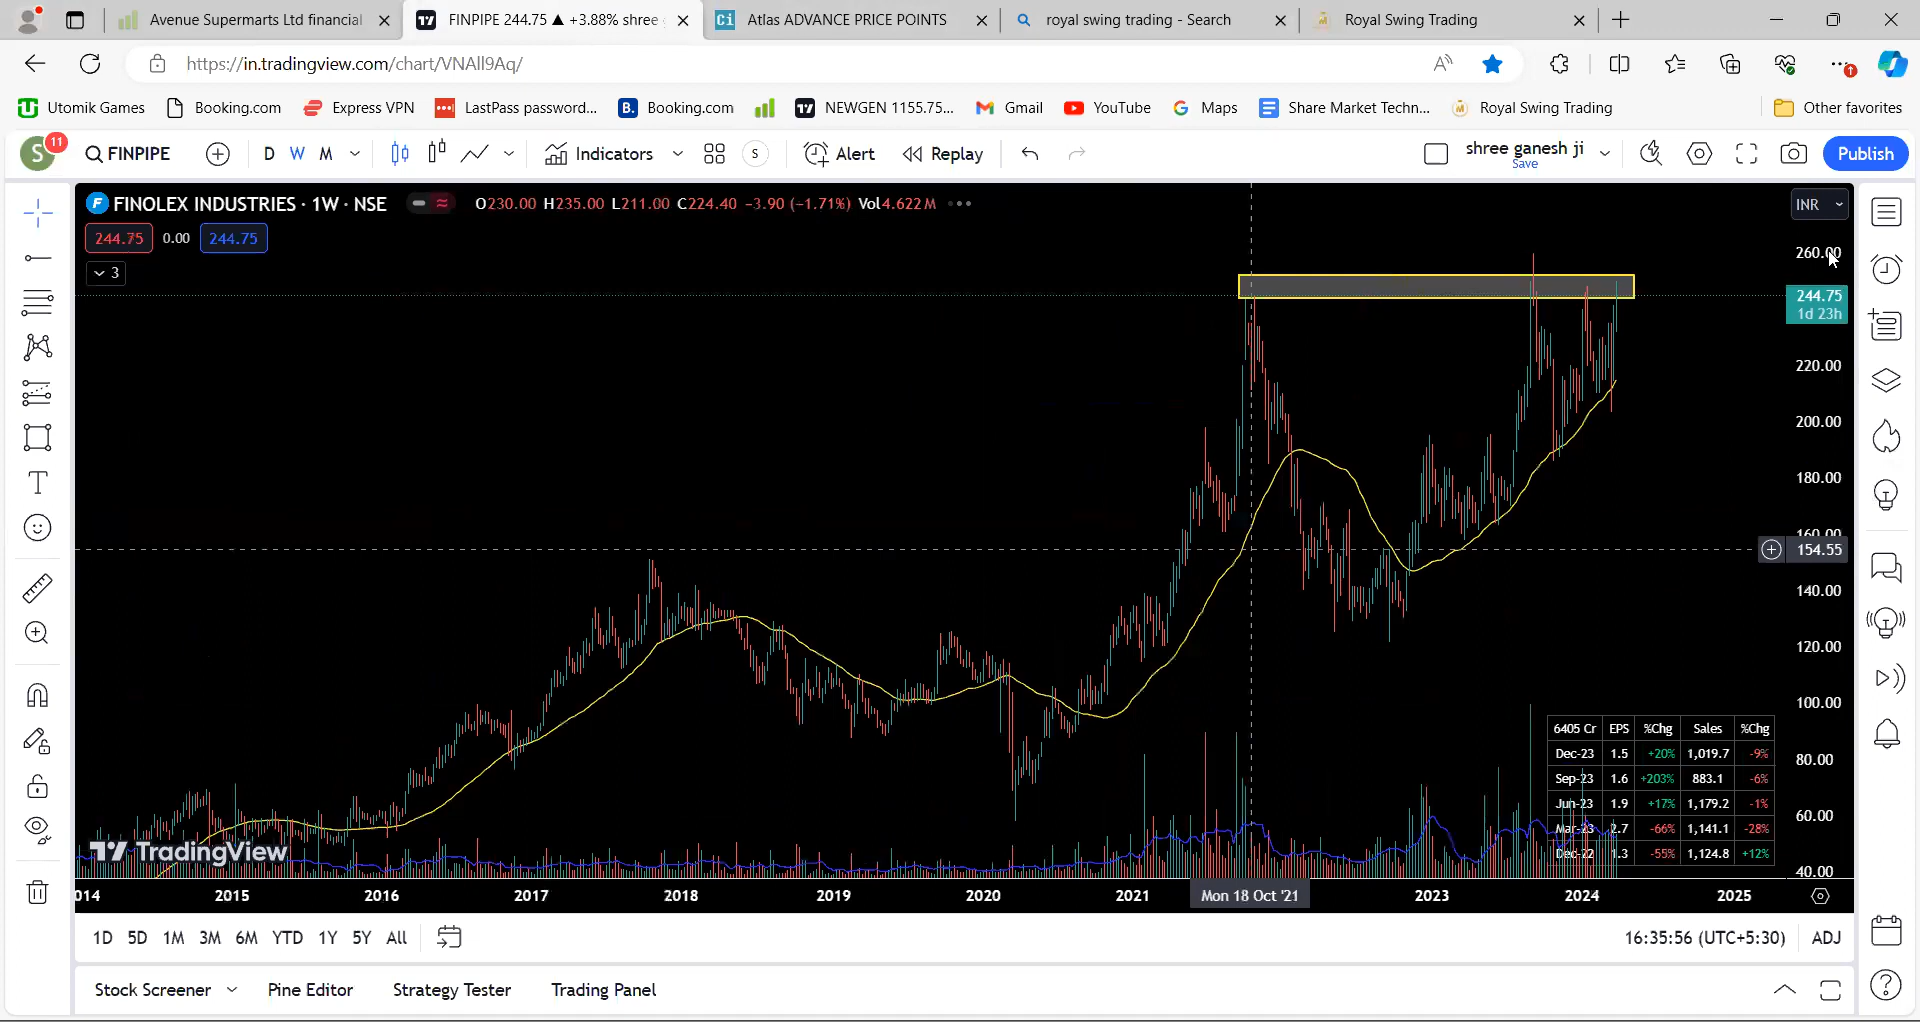 Avenue Supermarts Ltd financial
FINPIPE 244.75 ▲ +3.88% shree
Atlas ADVANCE PRICE POINTS
royal swing trading - Search
Royal Swing Trading
https://in.tradingview.com/chart/VNAll9Aq/
Utomik Games
Booking.com
Express VPN
LastPass password...
Booking.com
NEWGEN 1155.75...
Gmail
YouTube
Maps
Share Market Techn...
Royal Swing Trading
Other favorites
S 11
FINPIPE
D W M
Indicators
S
Alert
Replay
shree ganesh ji
Save
Publish
FINOLEX INDUSTRIES · 1W · NSE
O230.00 H235.00 L211.00 C224.40 −3.90 (−1.71%) Vol4.622 M
INR
244.75 0.00 244.75
3
260.00
244.75
1d 23h
220.00
200.00
180.00
160.00
154.55
140.00
120.00
100.00
80.00
60.00
40.00
6405 Cr EPS %Chg Sales %Chg
Dec-23 1.5 +20% 1,019.7 -9%
Sep-23 1.6 +203% 883.1 -6%
Jun-23 1.9 +17% 1,179.2 -1%
Mar-23 2.7 -66% 1,141.1 -28%
Dec-22 1.3 -55% 1,124.8 +12%
TradingView
2014 2015 2016 2017 2018 2019 2020 2021 Mon 18 Oct '21 2023 2024 2025
1D 5D 1M 3M 6M YTD 1Y 5Y All
16:35:56 (UTC+5:30) ADJ
Stock Screener Pine Editor Strategy Tester Trading Panel